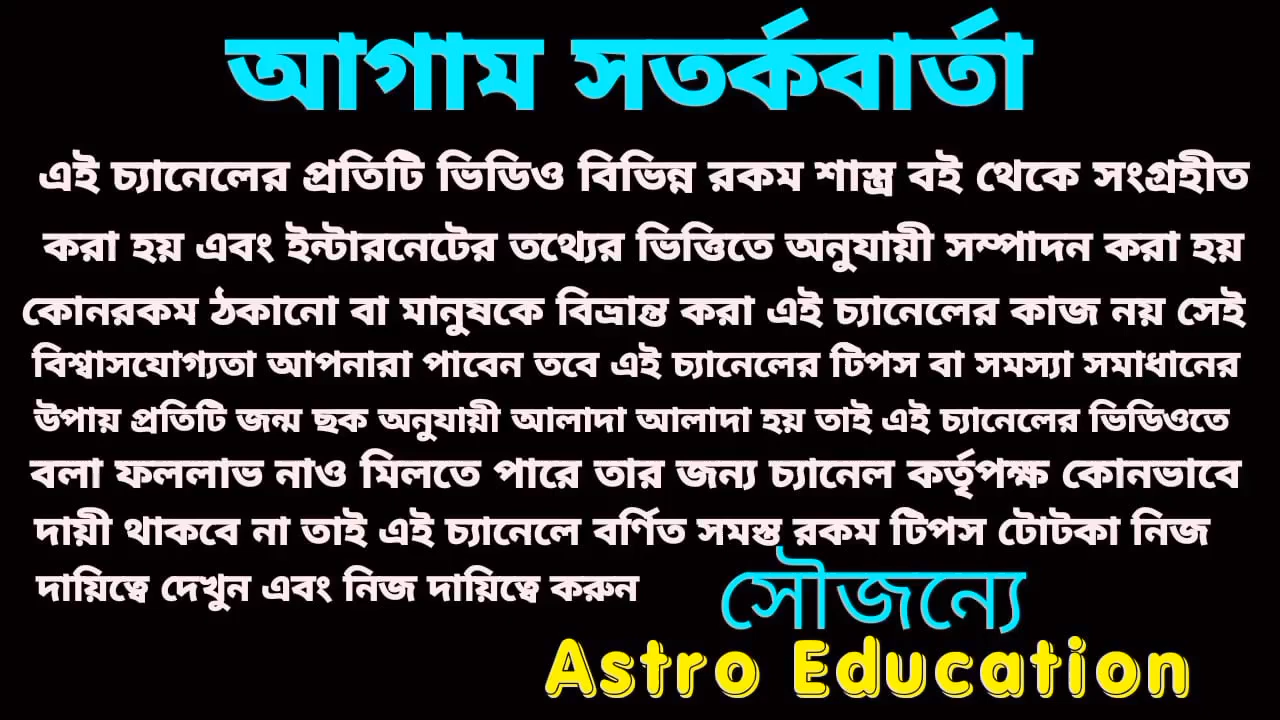 আগাম সতর্কবার্তা
এই চ্যানেলের প্রতিটি ভিডিও বিভিন্ন রকম শাস্ত্র বই থেকে সংগ্রহীত
করা হয় এবং ইন্টারনেটের তথ্যের ভিত্তিতে অনুযায়ী সম্পাদন করা হয়
কোনরকম ঠকানো বা মানুষকে বিভ্রান্ত করা এই চ্যানেলের কাজ নয় সেই
বিশ্বাসযোগ্যতা আপনারা পাবেন তবে এই চ্যানেলের টিপস বা সমস্যা সমাধানের
উপায় প্রতিটি জন্ম ছক অনুযায়ী আলাদা আলাদা হয় তাই এই চ্যানেলের ভিডিওতে
বলা ফললাভ নাও মিলতে পারে তার জন্য চ্যানেল কর্তৃপক্ষ কোনভাবে
দায়ী থাকবে না তাই এই চ্যানেলে বর্ণিত সমস্ত রকম টিপস টোটকা নিজ
দায়িত্বে দেখুন এবং নিজ দায়িত্বে করুন
সৌজন্যে
Astro Education